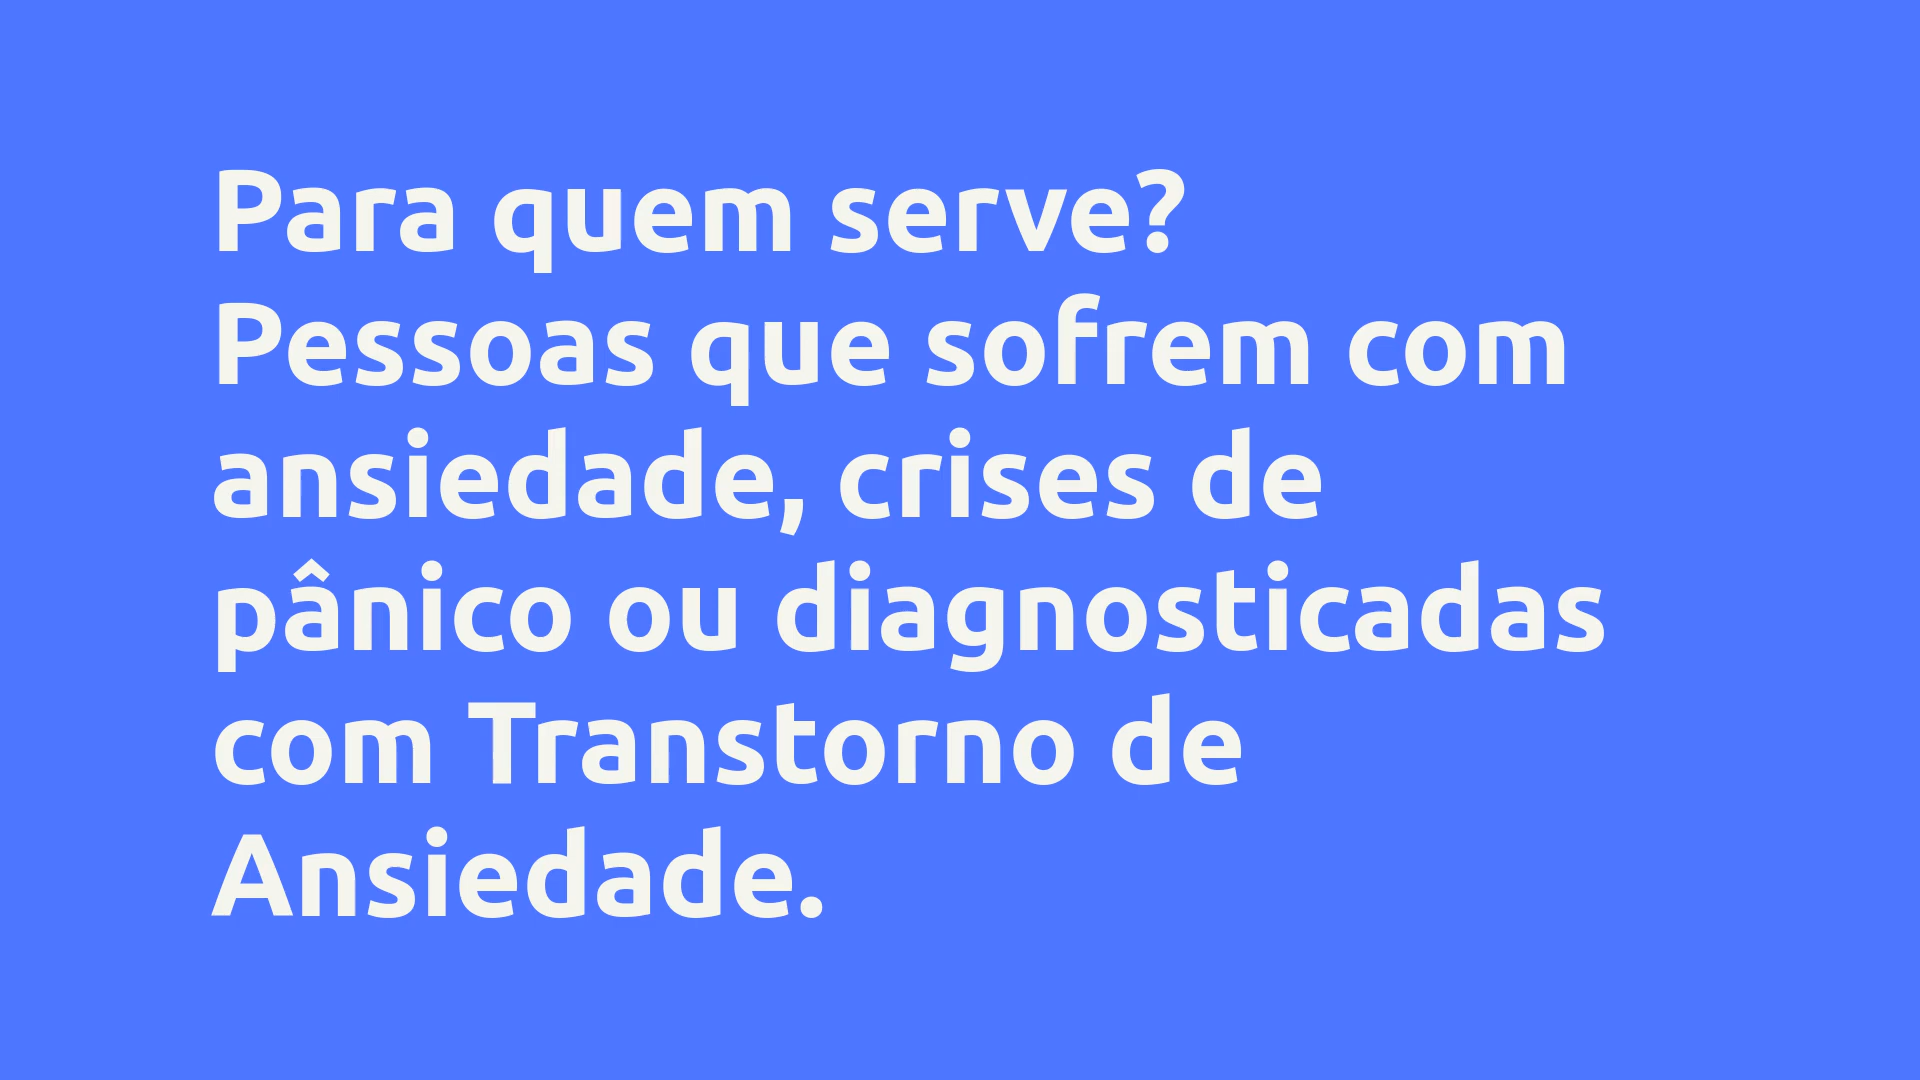 Para quem serve?
Pessoas que sofrem com
ansiedade, crises de
pânico ou diagnosticadas
com Transtorno de
Ansiedade.